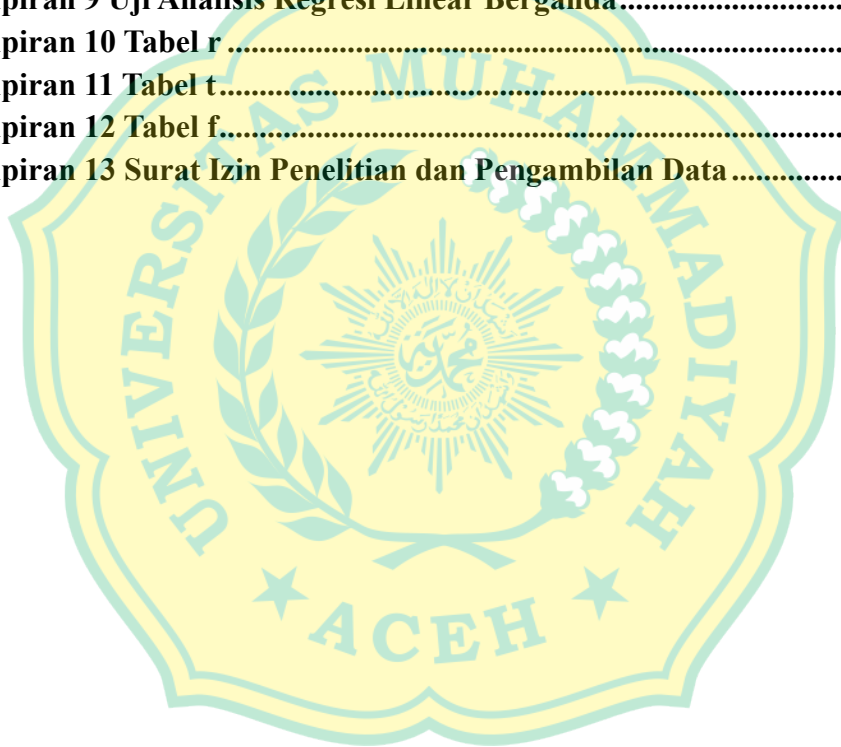 piran 9 Uji Analisis Regresi Linear Berganda
piran 10 Tabel r
piran 11 Tabel t
piran 12 Tabel f
piran 13 Surat Izin Penelitian dan Pengambilan Data
UNIVERSITAS MUHAMMADIYAH
محمدية
ACEH